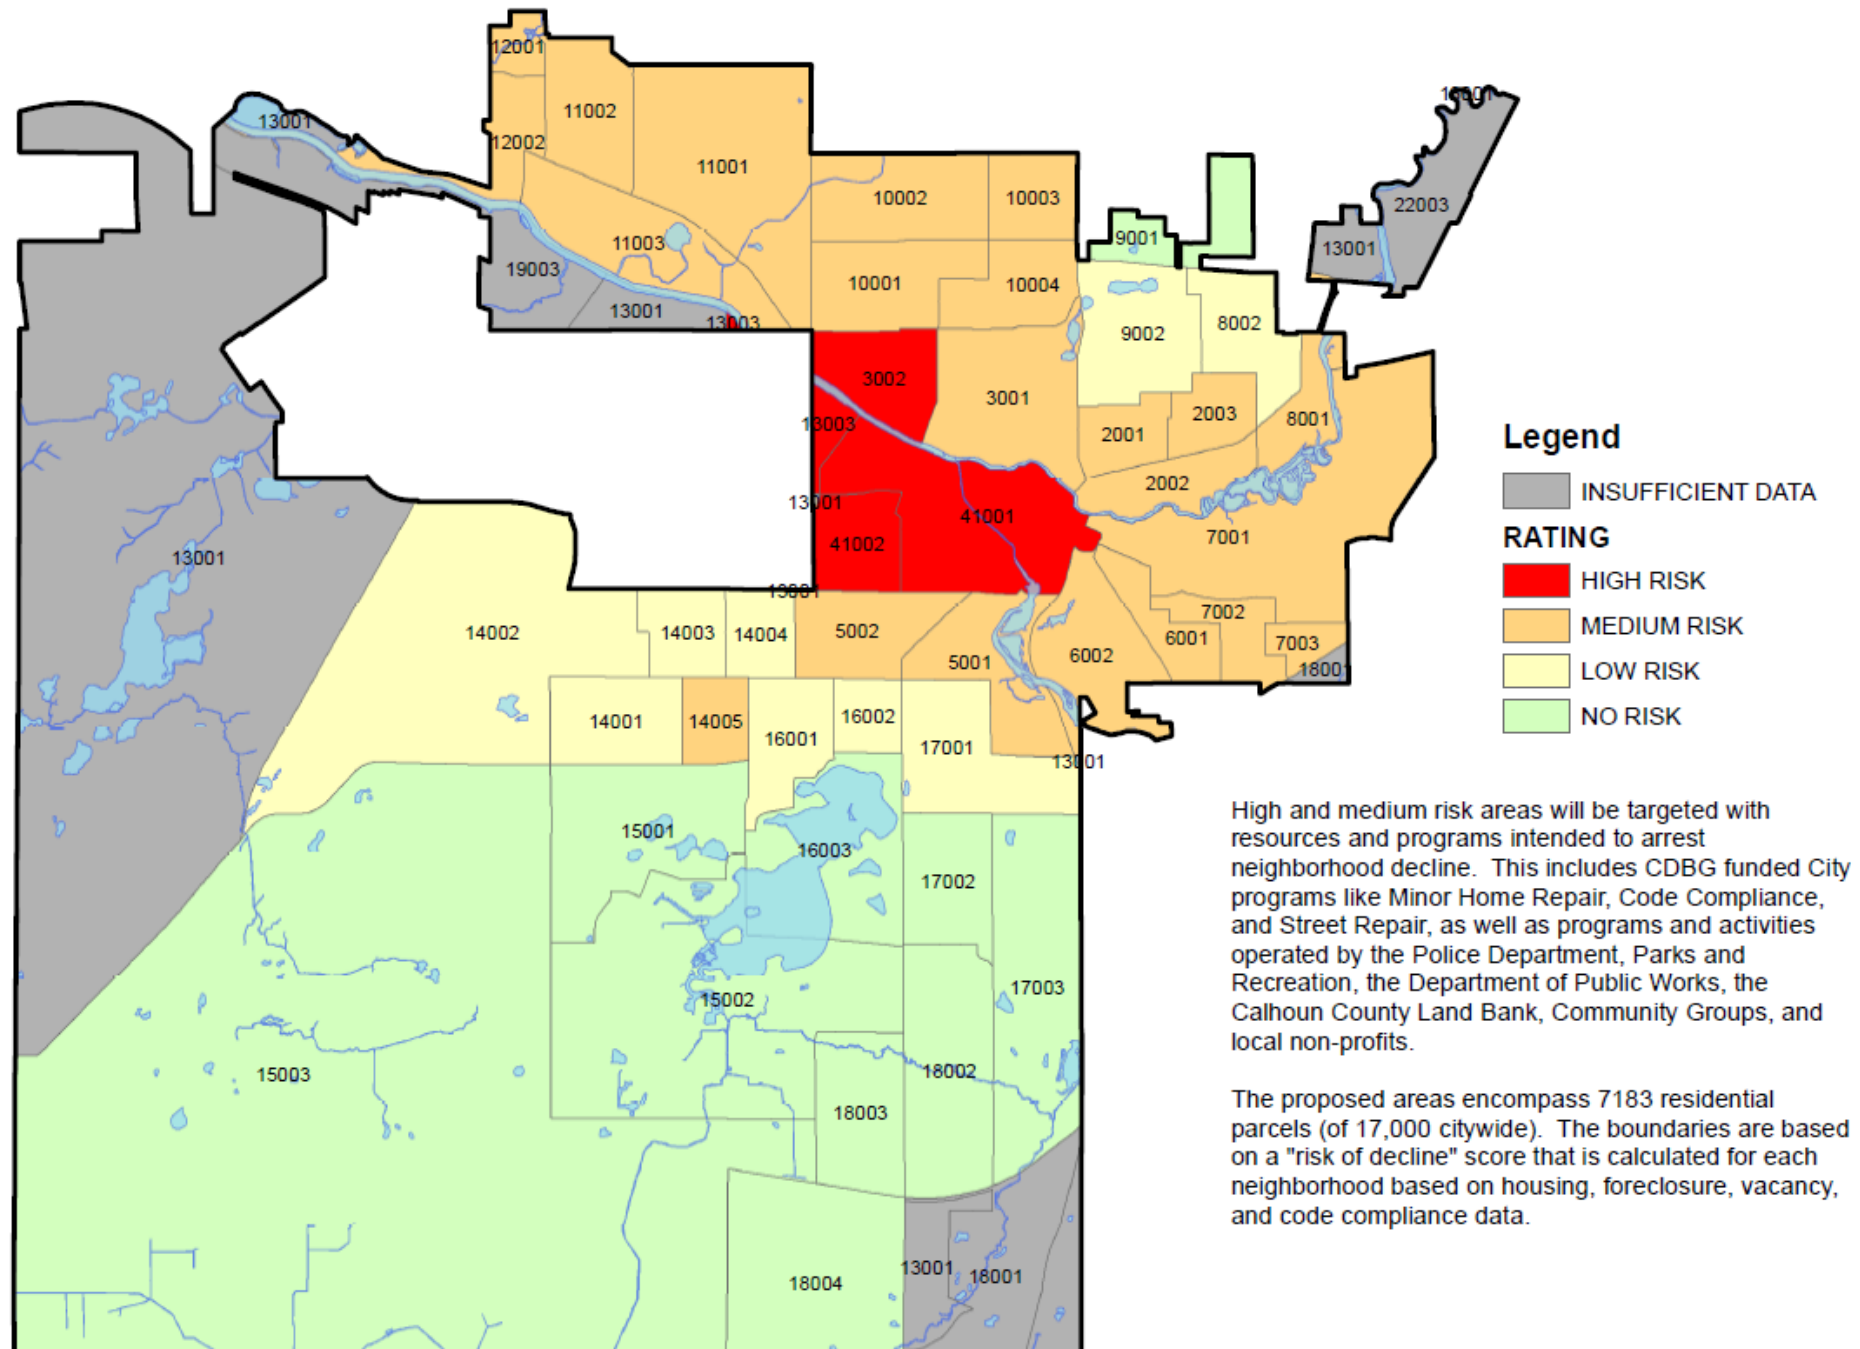 12001
13001
11002
12002
11001
13001
10002
10003
22003
9001
13001
11003
19003
10001
10004
13001
13003
8002
9002
3002
3001
2003
8001
13003
2001
2002
13001
41001
41002
7001
13001
13001
14002
14003
14004
5002
7002
6001
7003
5001
6002
18001
14001
14005
16002
16001
17001
13001
15001
16003
17002
17003
15002
15003
18002
18003
13001
18001
18004
Legend
INSUFFICIENT DATA
RATING
HIGH RISK
MEDIUM RISK
LOW RISK
NO RISK
High and medium risk areas will be targeted with
resources and programs intended to arrest
neighborhood decline.  This includes CDBG funded City
programs like Minor Home Repair, Code Compliance,
and Street Repair, as well as programs and activities
operated by the Police Department, Parks and
Recreation, the Department of Public Works, the
Calhoun County Land Bank, Community Groups, and
local non-profits.
The proposed areas encompass 7183 residential
parcels (of 17,000 citywide).  The boundaries are based
on a "risk of decline" score that is calculated for each
neighborhood based on housing, foreclosure, vacancy,
and code compliance data.